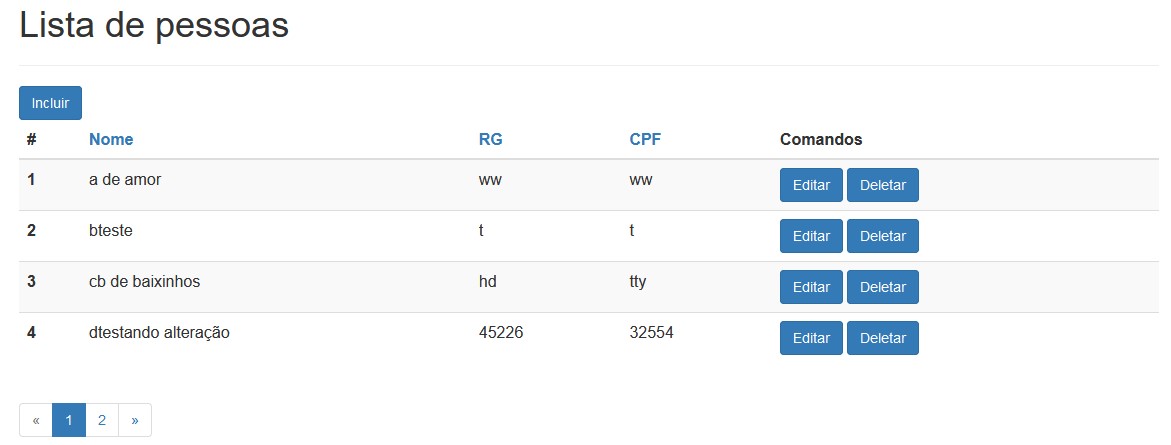 Lista de pessoas
Incluir
# Nome RG CPF Comandos
1 a de amor ww ww Editar Deletar
2 bteste t t Editar Deletar
3 cb de baixinhos hd tty Editar Deletar
4 dtestando alteração 45226 32554 Editar Deletar
« 1 2 »